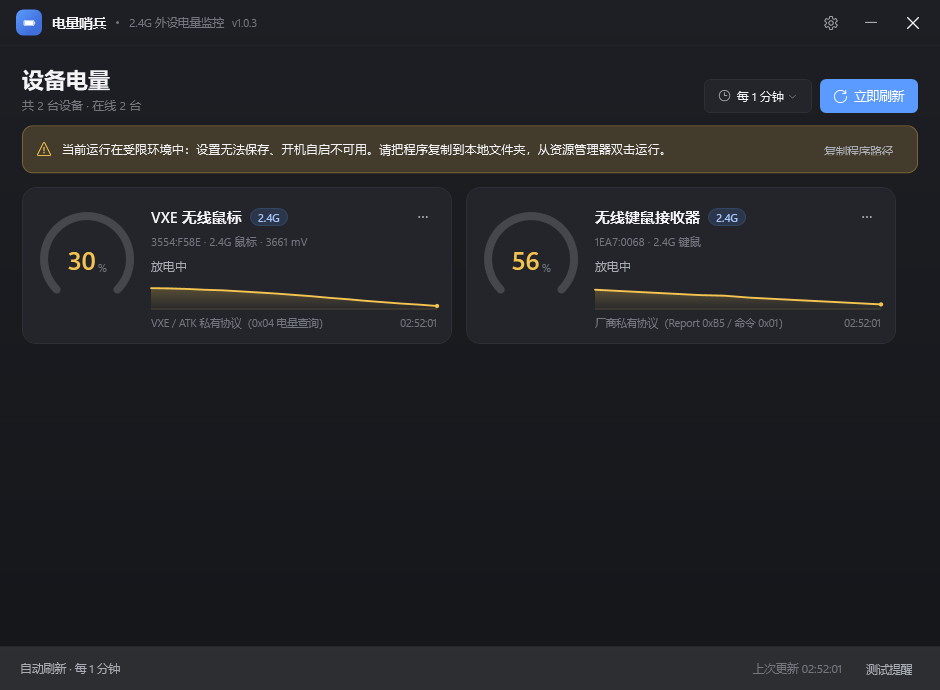 电量哨兵 · 2.4G 外设电量监控 v1.0.3
设备电量
共 2 台设备 · 在线 2 台
每 1 分钟
立即刷新
当前运行在受限环境中：设置无法保存、开机自启不可用。请把程序复制到本地文件夹，从资源管理器双击运行。
复制程序路径
VXE 无线鼠标 2.4G
3554:F58E · 2.4G 鼠标 · 3661 mV
30 %
放电中
VXE / ATK 私有协议（0x04 电量查询） 02:52:01
无线键鼠接收器 2.4G
1EA7:0068 · 2.4G 键鼠
56 %
放电中
厂商私有协议（Report 0xB5 / 命令 0x01） 02:52:01
自动刷新 · 每 1 分钟
上次更新 02:52:01
测试提醒